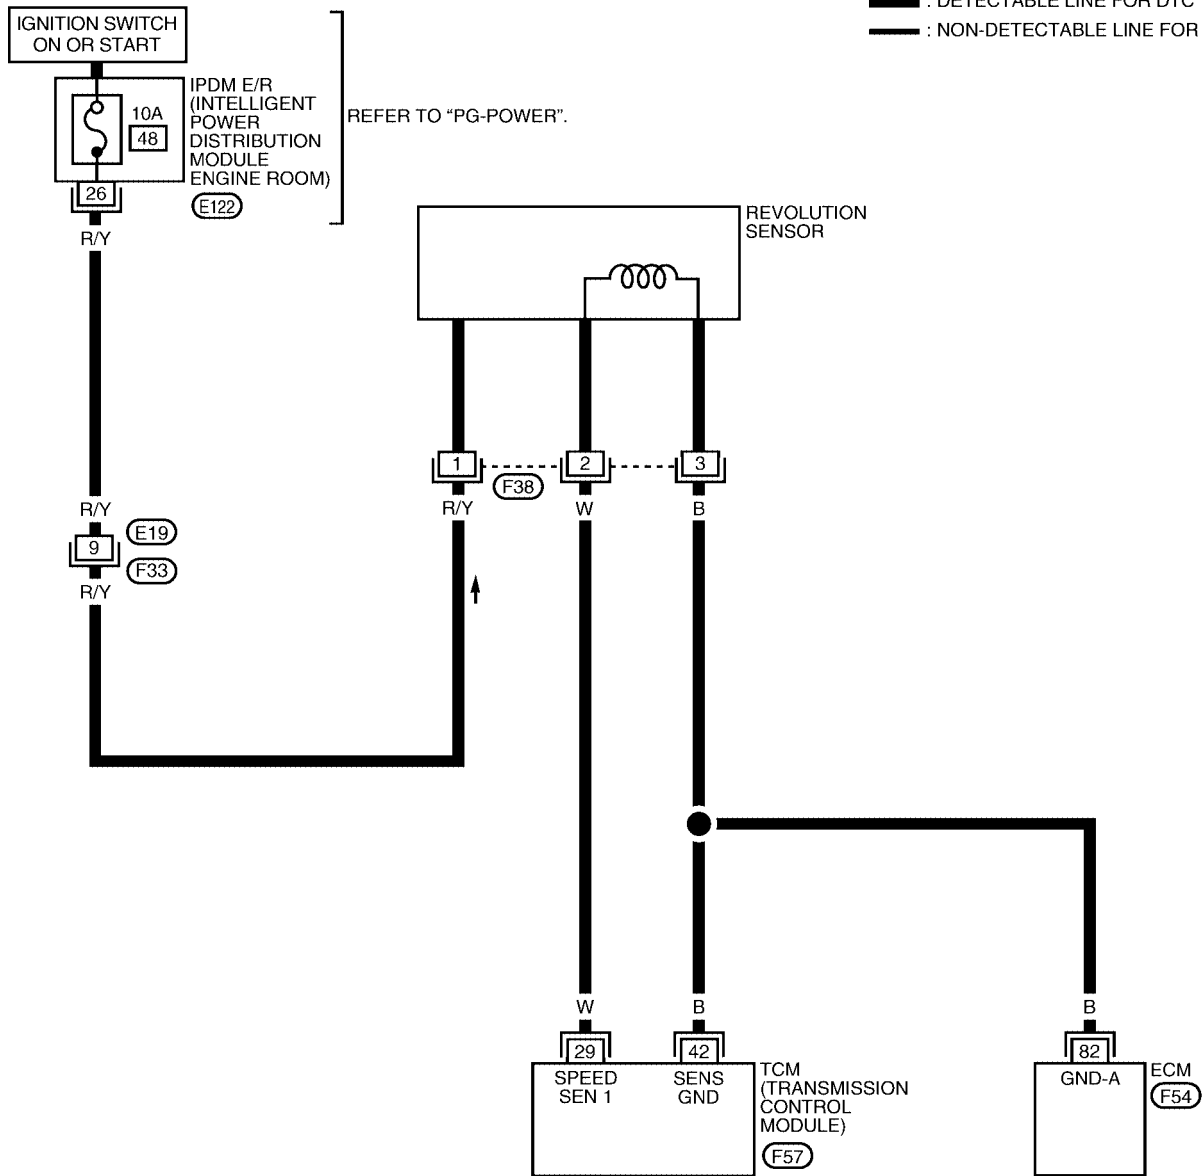 : DETECTABLE LINE FOR DTC
: NON-DETECTABLE LINE FOR
IGNITION SWITCH
ON OR START
IPDM E/R
(INTELLIGENT
POWER
DISTRIBUTION
MODULE
ENGINE ROOM)
10A
48
26
E122
REFER TO “PG-POWER”.
R/Y
REVOLUTION
SENSOR
1
2
3
F38
R/Y
W
B
R/Y
E19
9
F33
R/Y
W
B
B
29
42
82
SPEED
SEN 1
SENS
GND
TCM
(TRANSMISSION
CONTROL
MODULE)
F57
GND-A
ECM
F54